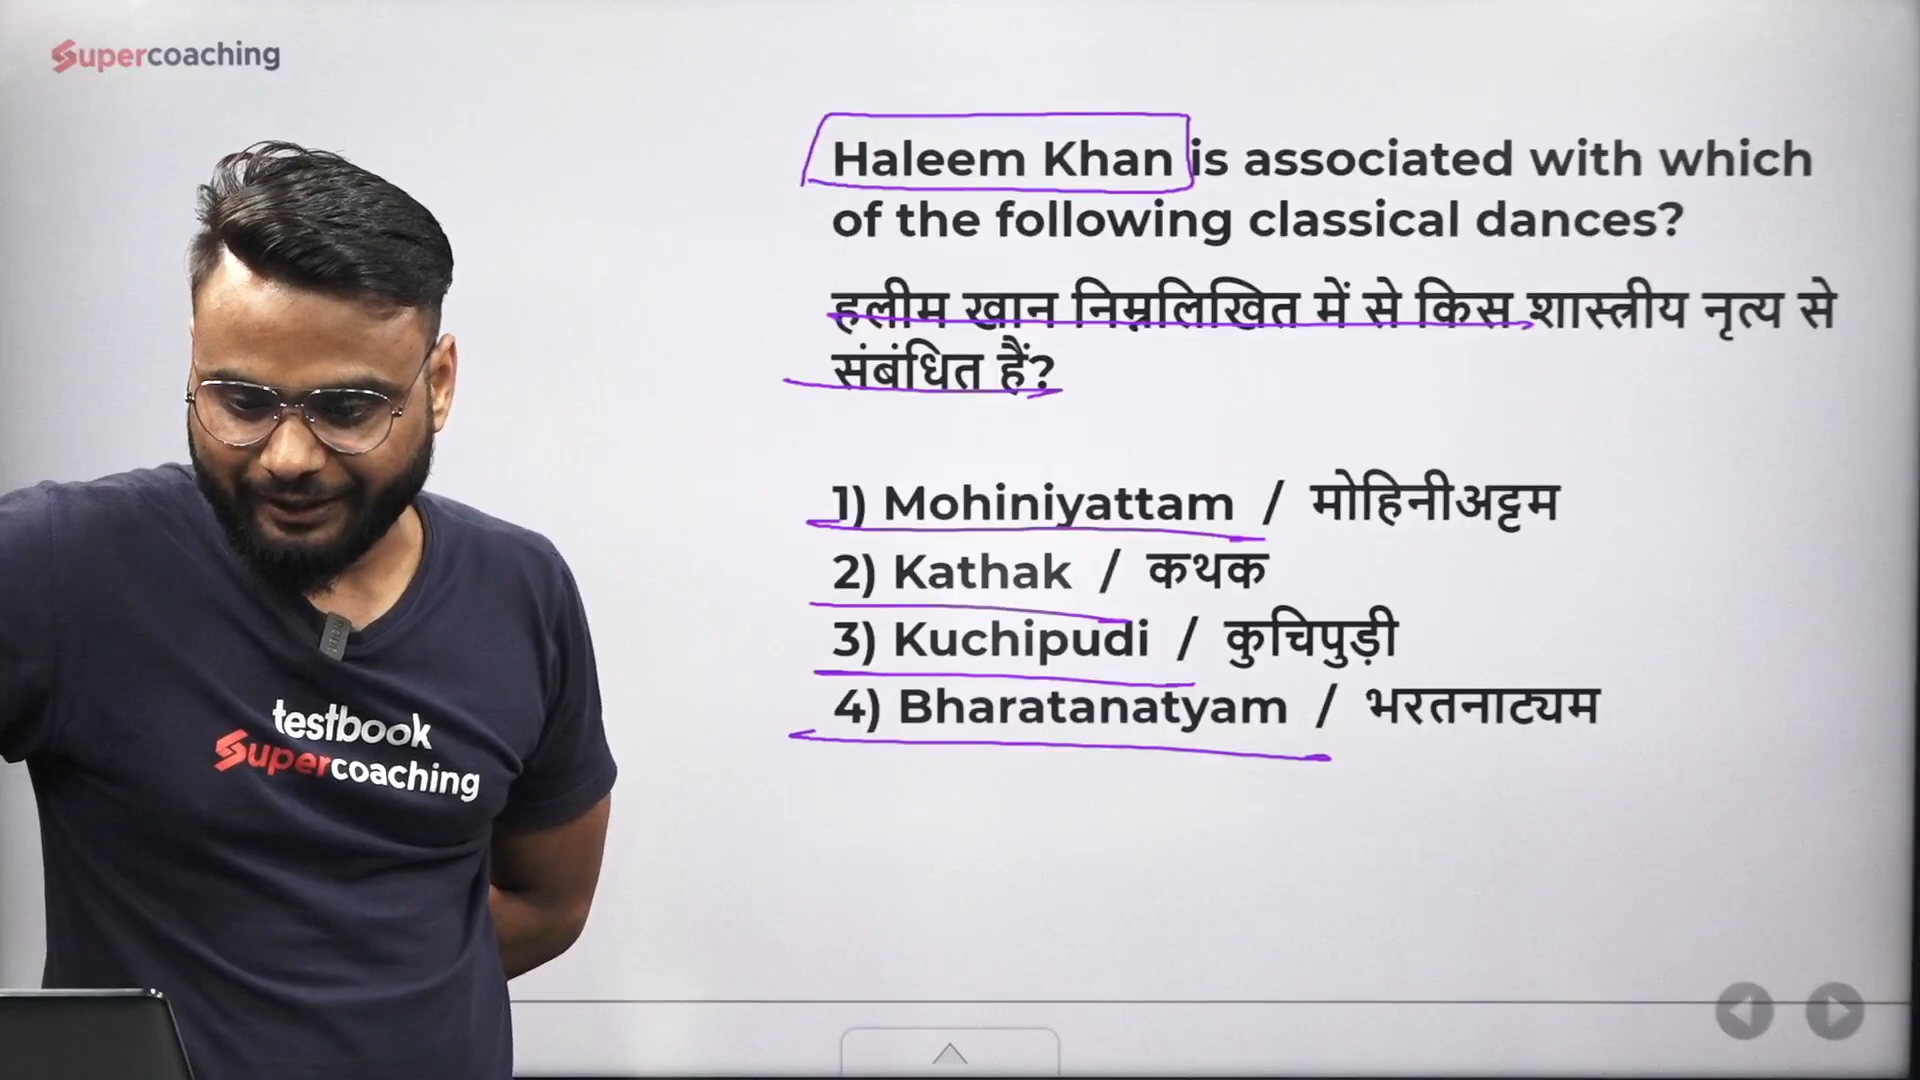 Supercoaching
Haleem Khan is associated with which
of the following classical dances?
हलीम खान निम्नलिखित में से किस शास्त्रीय नृत्य से
संबंधित हैं?
1) Mohiniyattam / मोहिनीअट्टम
2) Kathak / कथक
3) Kuchipudi / कुचिपुड़ी
4) Bharatanatyam / भरतनाट्यम
testbook
Supercoaching